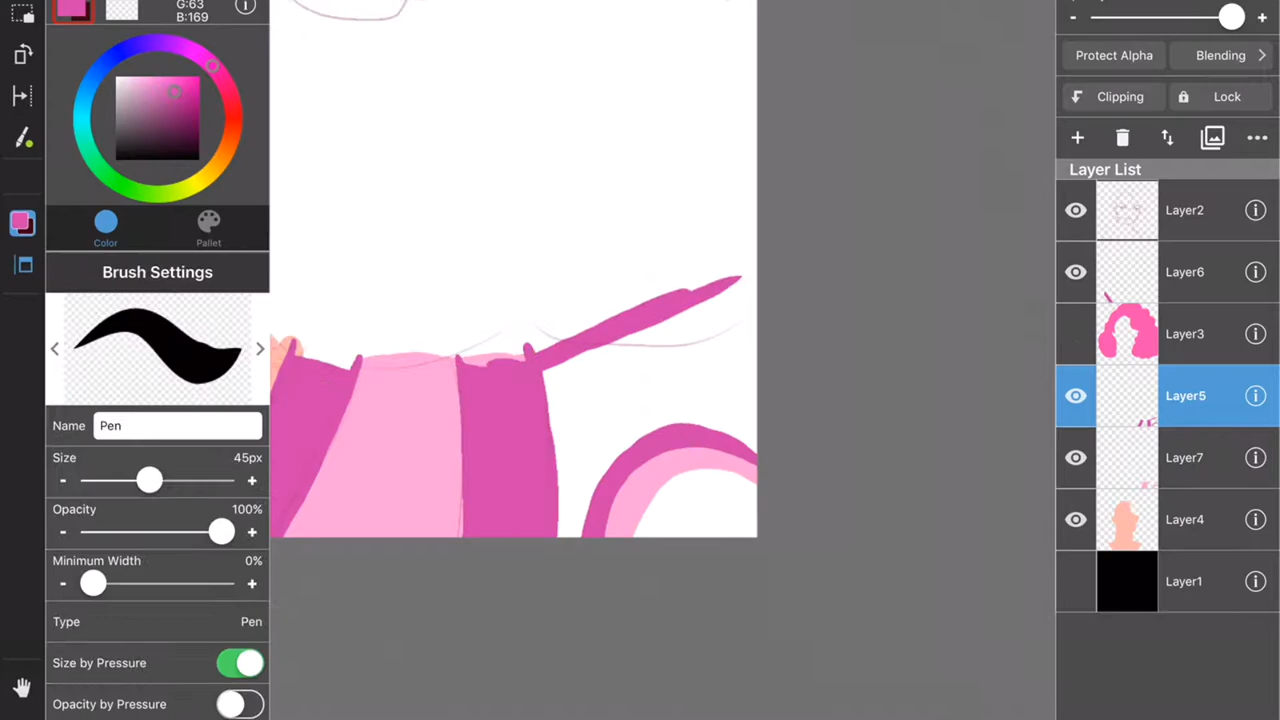 G:63
B:169
Color
Pallet
Brush Settings
Name Pen
Size 45px
Opacity 100%
Minimum Width 0%
Type Pen
Size by Pressure
Opacity by Pressure
Protect Alpha
Blending
Clipping
Lock
Layer List
Layer2
Layer6
Layer3
Layer5
Layer7
Layer4
Layer1